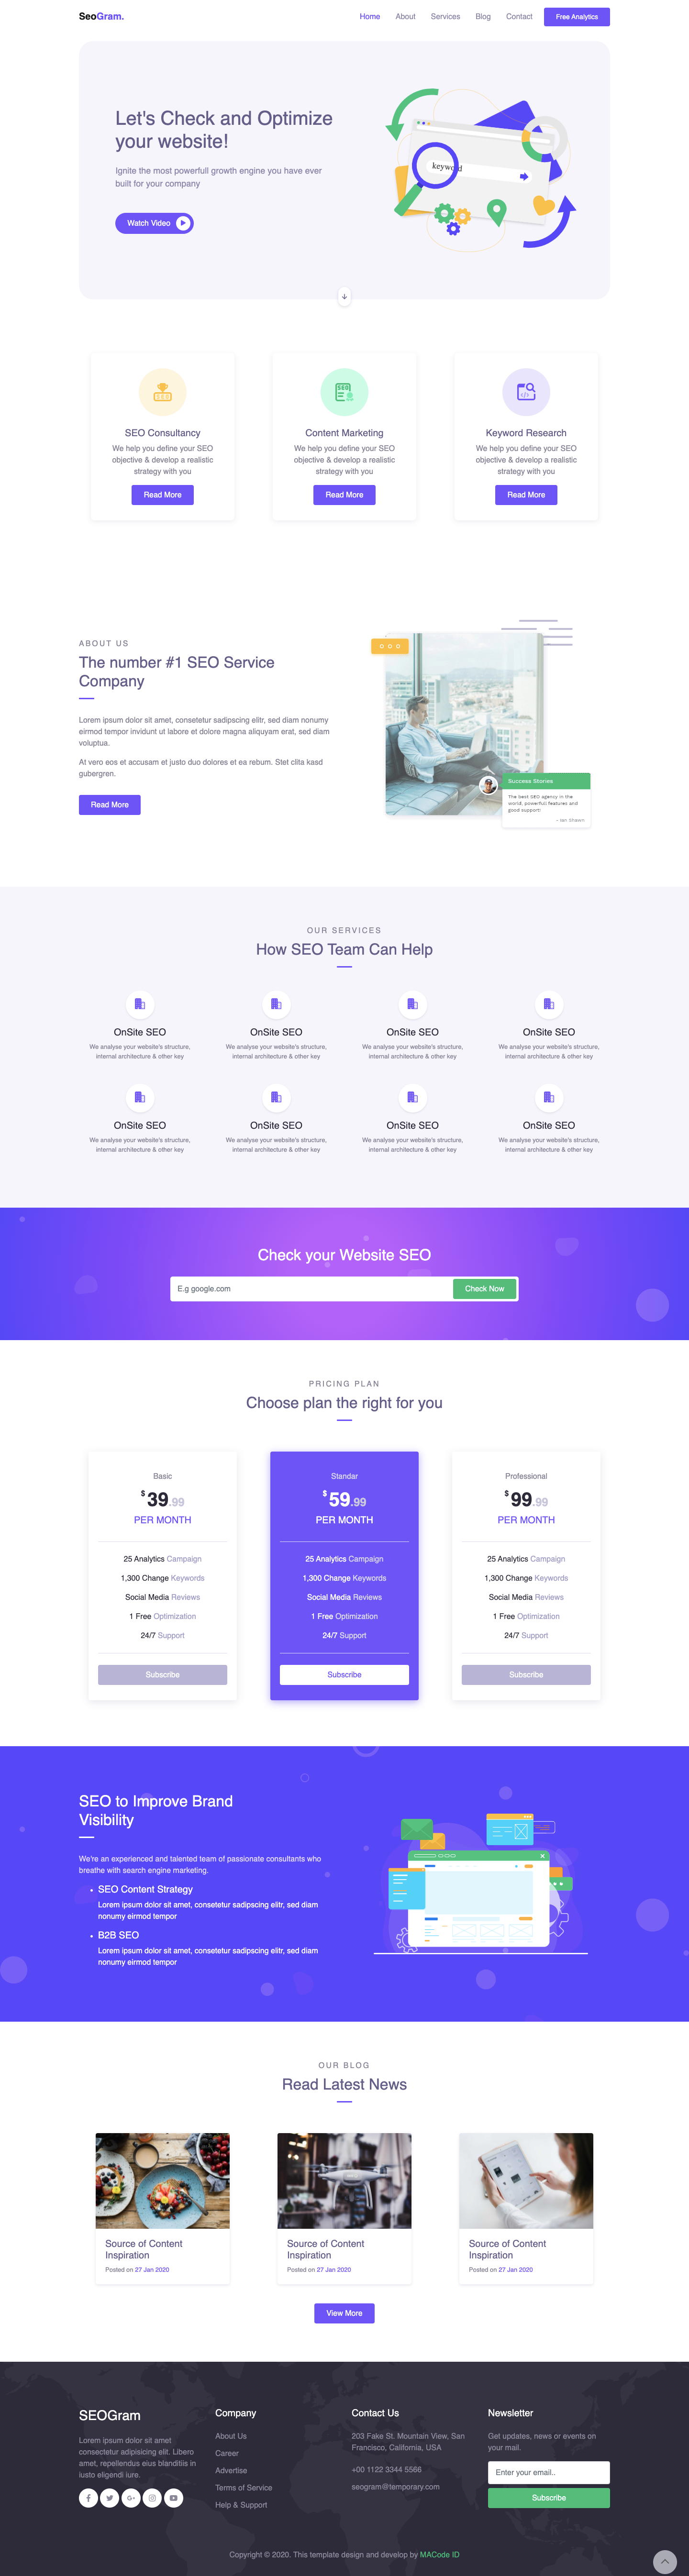 SeoGram.
Home
About
Services
Blog
Contact
Free Analytics
Let's Check and Optimize
your website!
Ignite the most powerfull growth engine you have ever
built for your company
Watch Video
keyword
SEO Consultancy
We help you define your SEO
objective & develop a realistic
strategy with you
Read More
Content Marketing
We help you define your SEO
objective & develop a realistic
strategy with you
Read More
Keyword Research
We help you define your SEO
objective & develop a realistic
strategy with you
Read More
ABOUT US
The number #1 SEO Service
Company
Lorem ipsum dolor sit amet, consetetur sadipscing elitr, sed diam nonumy
eirmod tempor invidunt ut labore et dolore magna aliquyam erat, sed diam
voluptua.
At vero eos et accusam et justo duo dolores et ea rebum. Stet clita kasd
gubergren.
Read More
Success Stories
The best SEO agency in the
world, powerfull features and
good support!
- Ian Shawn
OUR SERVICES
How SEO Team Can Help
OnSite SEO
We analyse your website's structure,
internal architecture & other key
OnSite SEO
We analyse your website's structure,
internal architecture & other key
OnSite SEO
We analyse your website's structure,
internal architecture & other key
OnSite SEO
We analyse your website's structure,
internal architecture & other key
OnSite SEO
We analyse your website's structure,
internal architecture & other key
OnSite SEO
We analyse your website's structure,
internal architecture & other key
OnSite SEO
We analyse your website's structure,
internal architecture & other key
OnSite SEO
We analyse your website's structure,
internal architecture & other key
Check your Website SEO
E.g google.com
Check Now
PRICING PLAN
Choose plan the right for you
Basic
$39.99
PER MONTH
25 Analytics Campaign
1,300 Change Keywords
Social Media Reviews
1 Free Optimization
24/7 Support
Subscribe
Standar
$59.99
PER MONTH
25 Analytics Campaign
1,300 Change Keywords
Social Media Reviews
1 Free Optimization
24/7 Support
Subscribe
Professional
$99.99
PER MONTH
25 Analytics Campaign
1,300 Change Keywords
Social Media Reviews
1 Free Optimization
24/7 Support
Subscribe
SEO to Improve Brand
Visibility
We're an experienced and talented team of passionate consultants who
breathe with search engine marketing.
SEO Content Strategy
Lorem ipsum dolor sit amet, consetetur sadipscing elitr, sed diam
nonumy eirmod tempor
B2B SEO
Lorem ipsum dolor sit amet, consetetur sadipscing elitr, sed diam
nonumy eirmod tempor
OUR BLOG
Read Latest News
Source of Content
Inspiration
Posted on 27 Jan 2020
Source of Content
Inspiration
Posted on 27 Jan 2020
Source of Content
Inspiration
Posted on 27 Jan 2020
View More
SEOGram
Lorem ipsum dolor sit amet
consectetur adipisicing elit. Libero
amet, repellendus eius blanditiis in
iusto eligendi iure.
Company
About Us
Career
Advertise
Terms of Service
Help & Support
Contact Us
203 Fake St. Mountain View, San
Francisco, California, USA
+00 1122 3344 5566
seogram@temporary.com
Newsletter
Get updates, news or events on
your mail.
Enter your email..
Subscribe
Copyright © 2020. This template design and develop by MACode ID